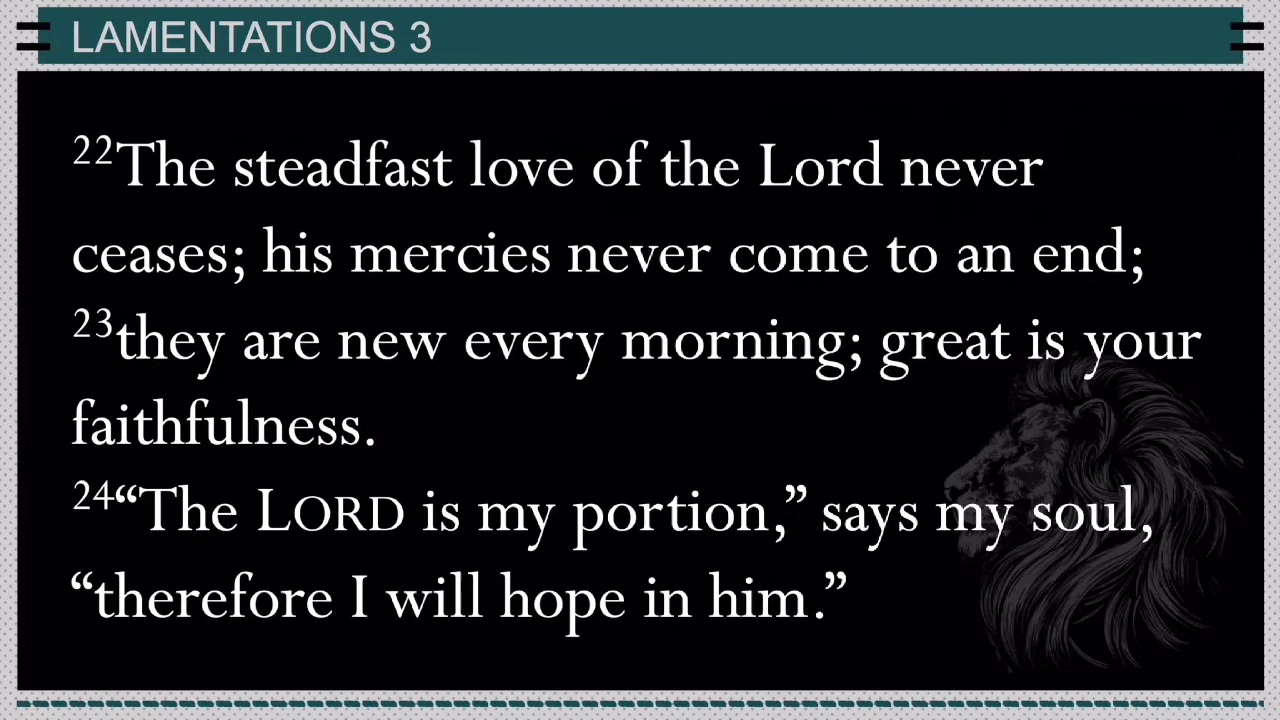 LAMENTATIONS 3
22The steadfast love of the Lord never
ceases; his mercies never come to an end;
23they are new every morning; great is your
faithfulness.
24“The LORD is my portion,” says my soul,
“therefore I will hope in him.”